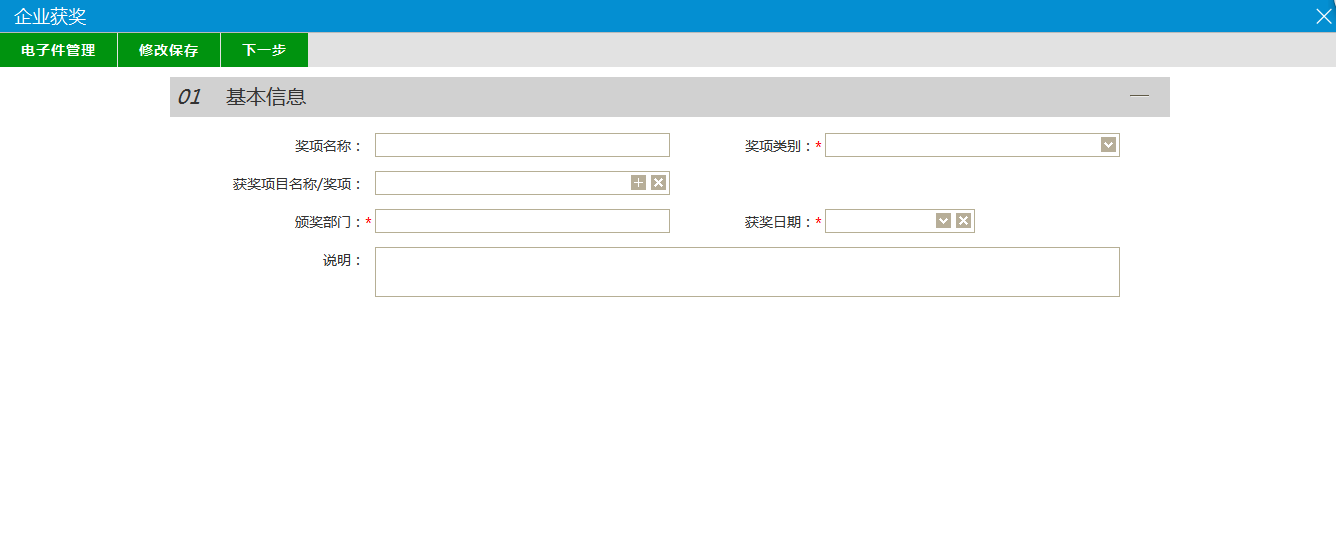 企业获奖
电子件管理 修改保存 下一步
01 基本信息
奖项名称： 奖项类别：*
获奖项目名称/奖项：
颁奖部门：* 获奖日期：*
说明：